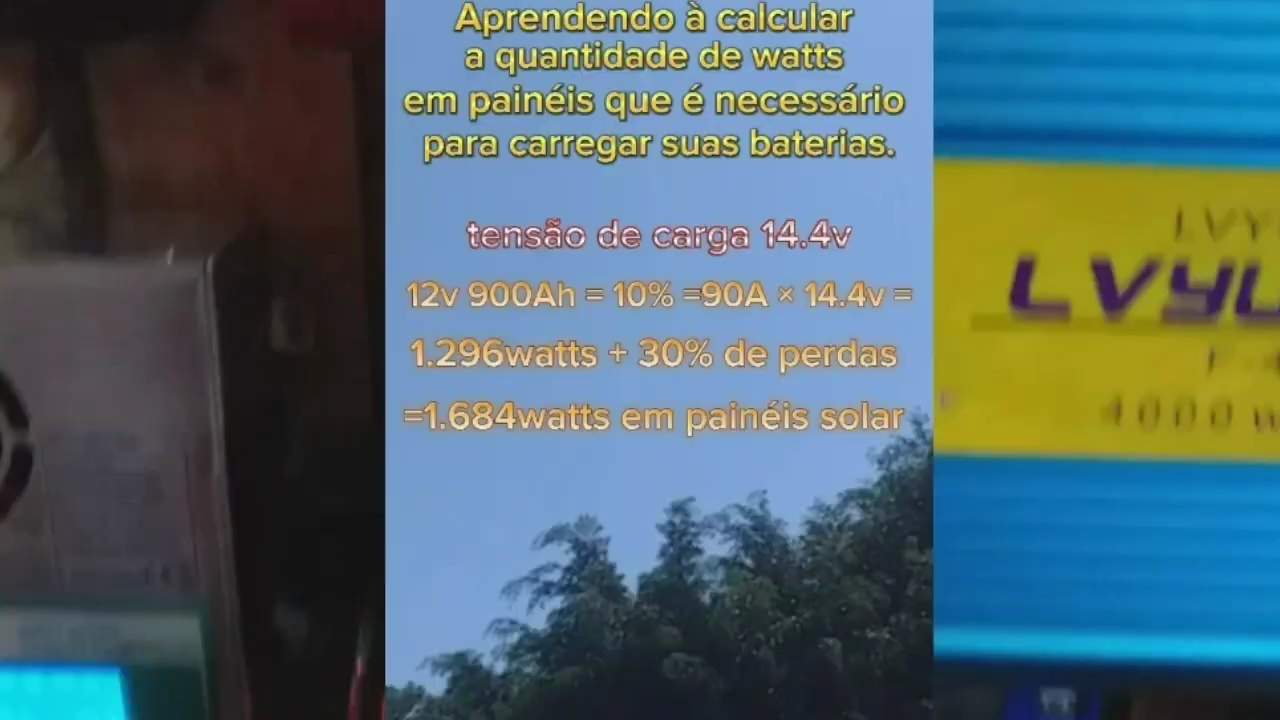 Aprendendo à calcular
a quantidade de watts
em painéis que é necessário
para carregar suas baterias.
tensão de carga 14.4v
12v 900Ah = 10% =90A × 14.4v =
1.296watts + 30% de perdas
=1.684watts em painéis solar
4000